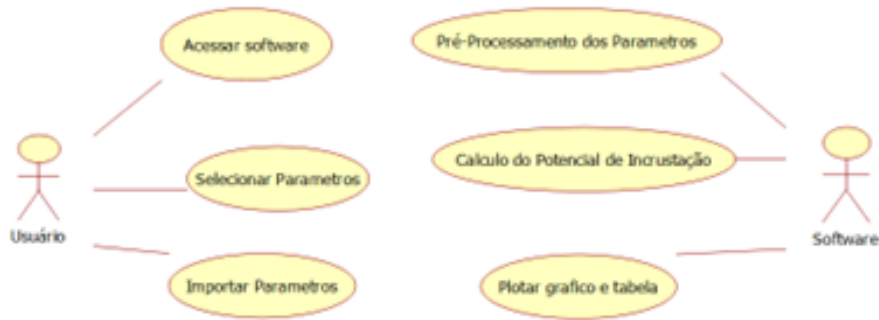 Acessar software
Pré-Processamento dos Parametros
Selecionar Parametros
Calculo do Potencial de Incrustação
Usuário
Software
Importar Parametros
Plotar grafico e tabela